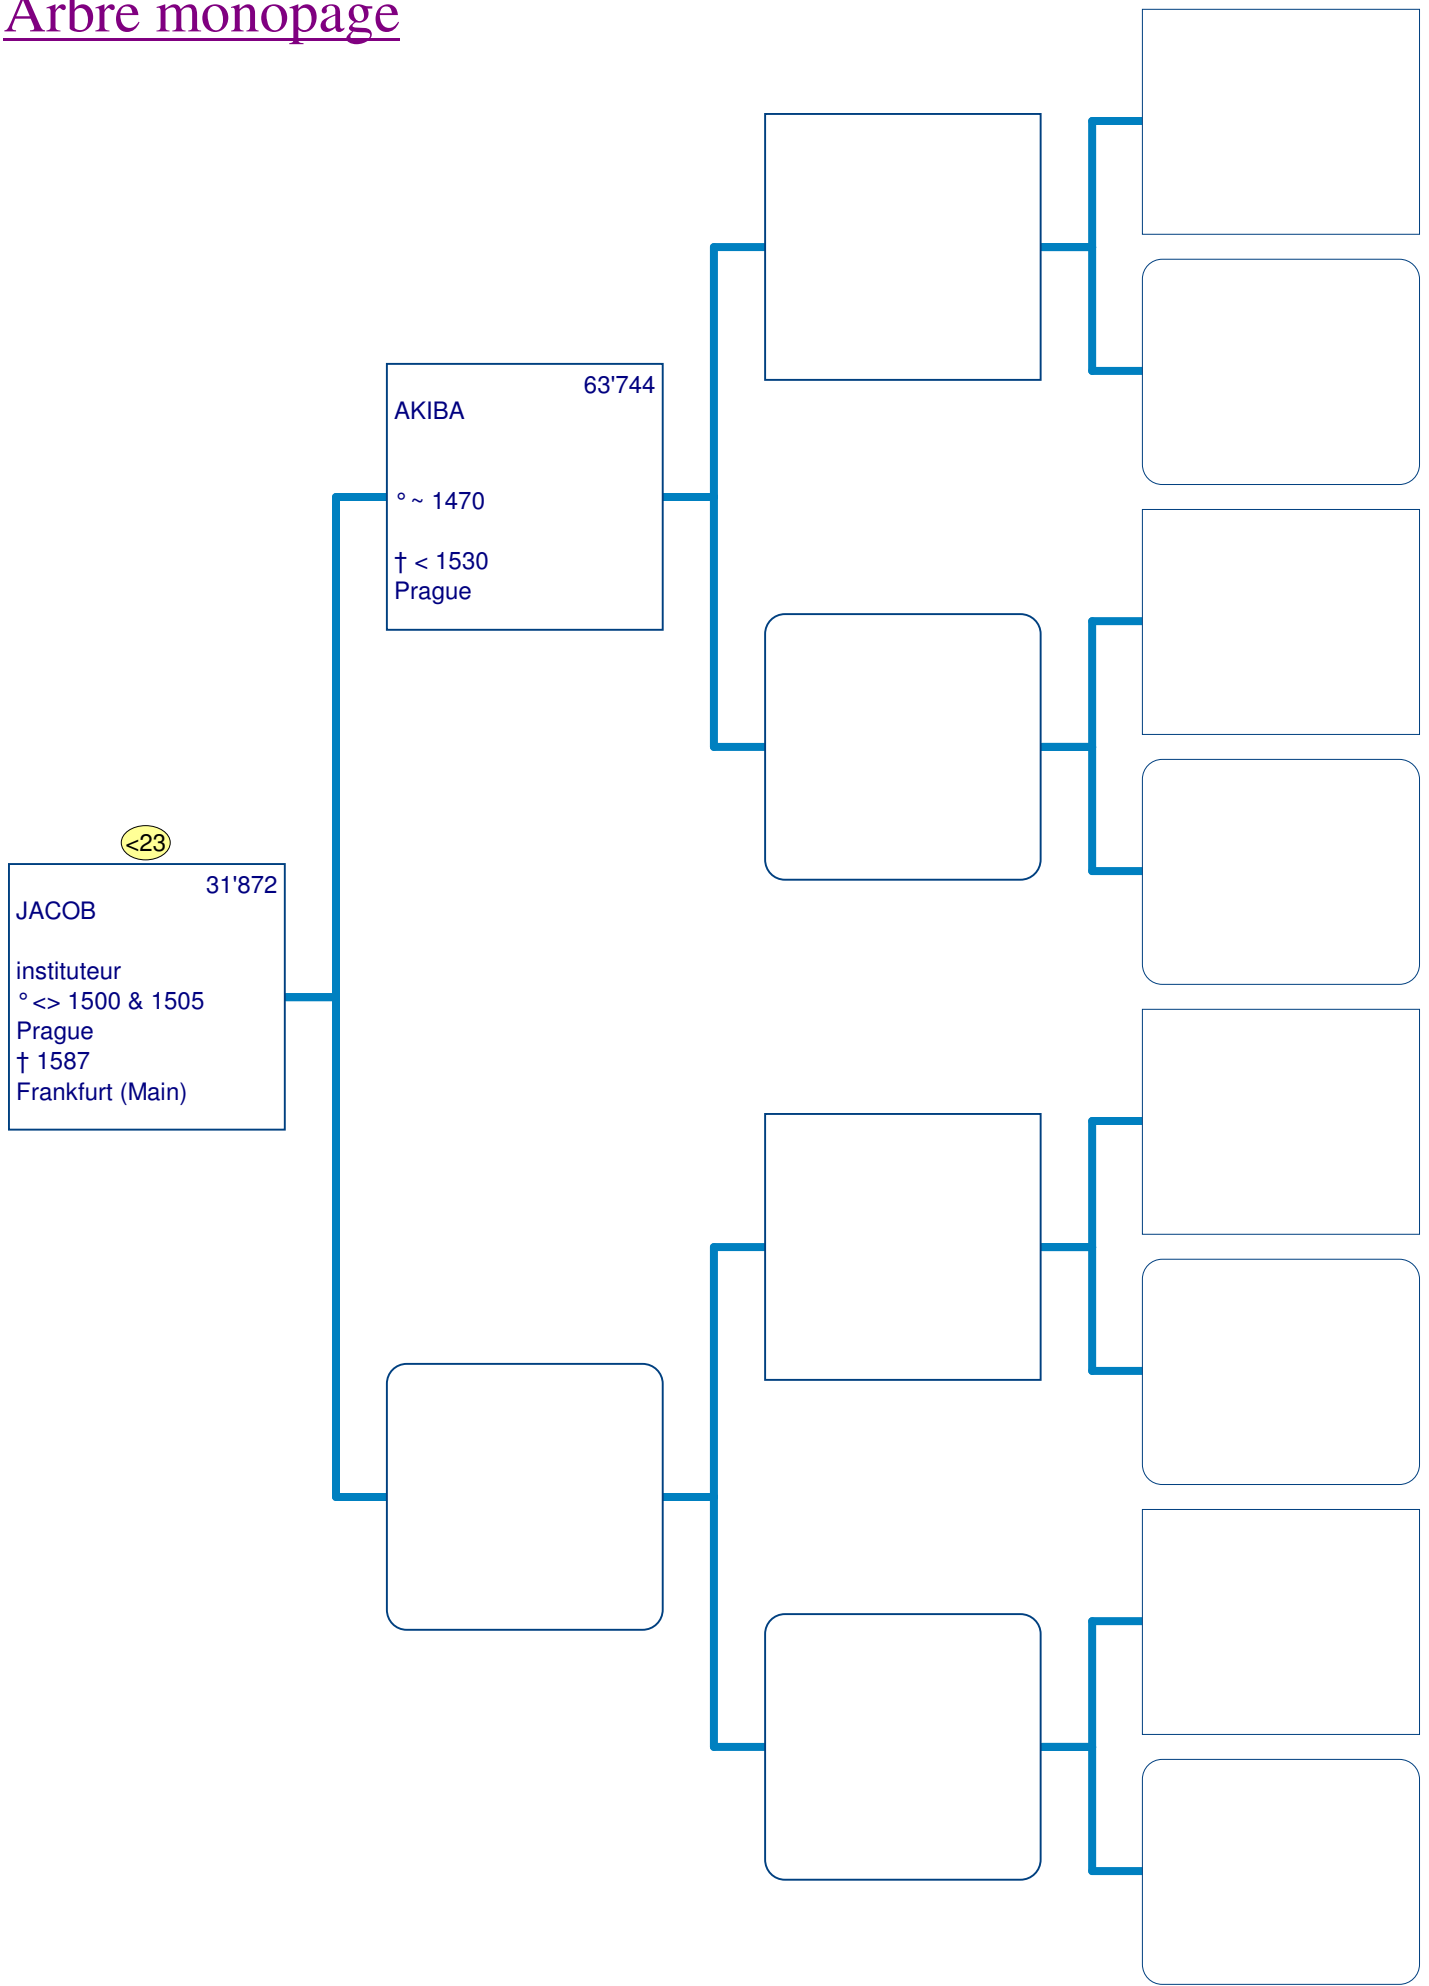 Arbre monopage
63'744
AKIBA
° ~ 1470
† < 1530
Prague
<23
31'872
JACOB
instituteur
° <> 1500 & 1505
Prague
† 1587
Frankfurt (Main)